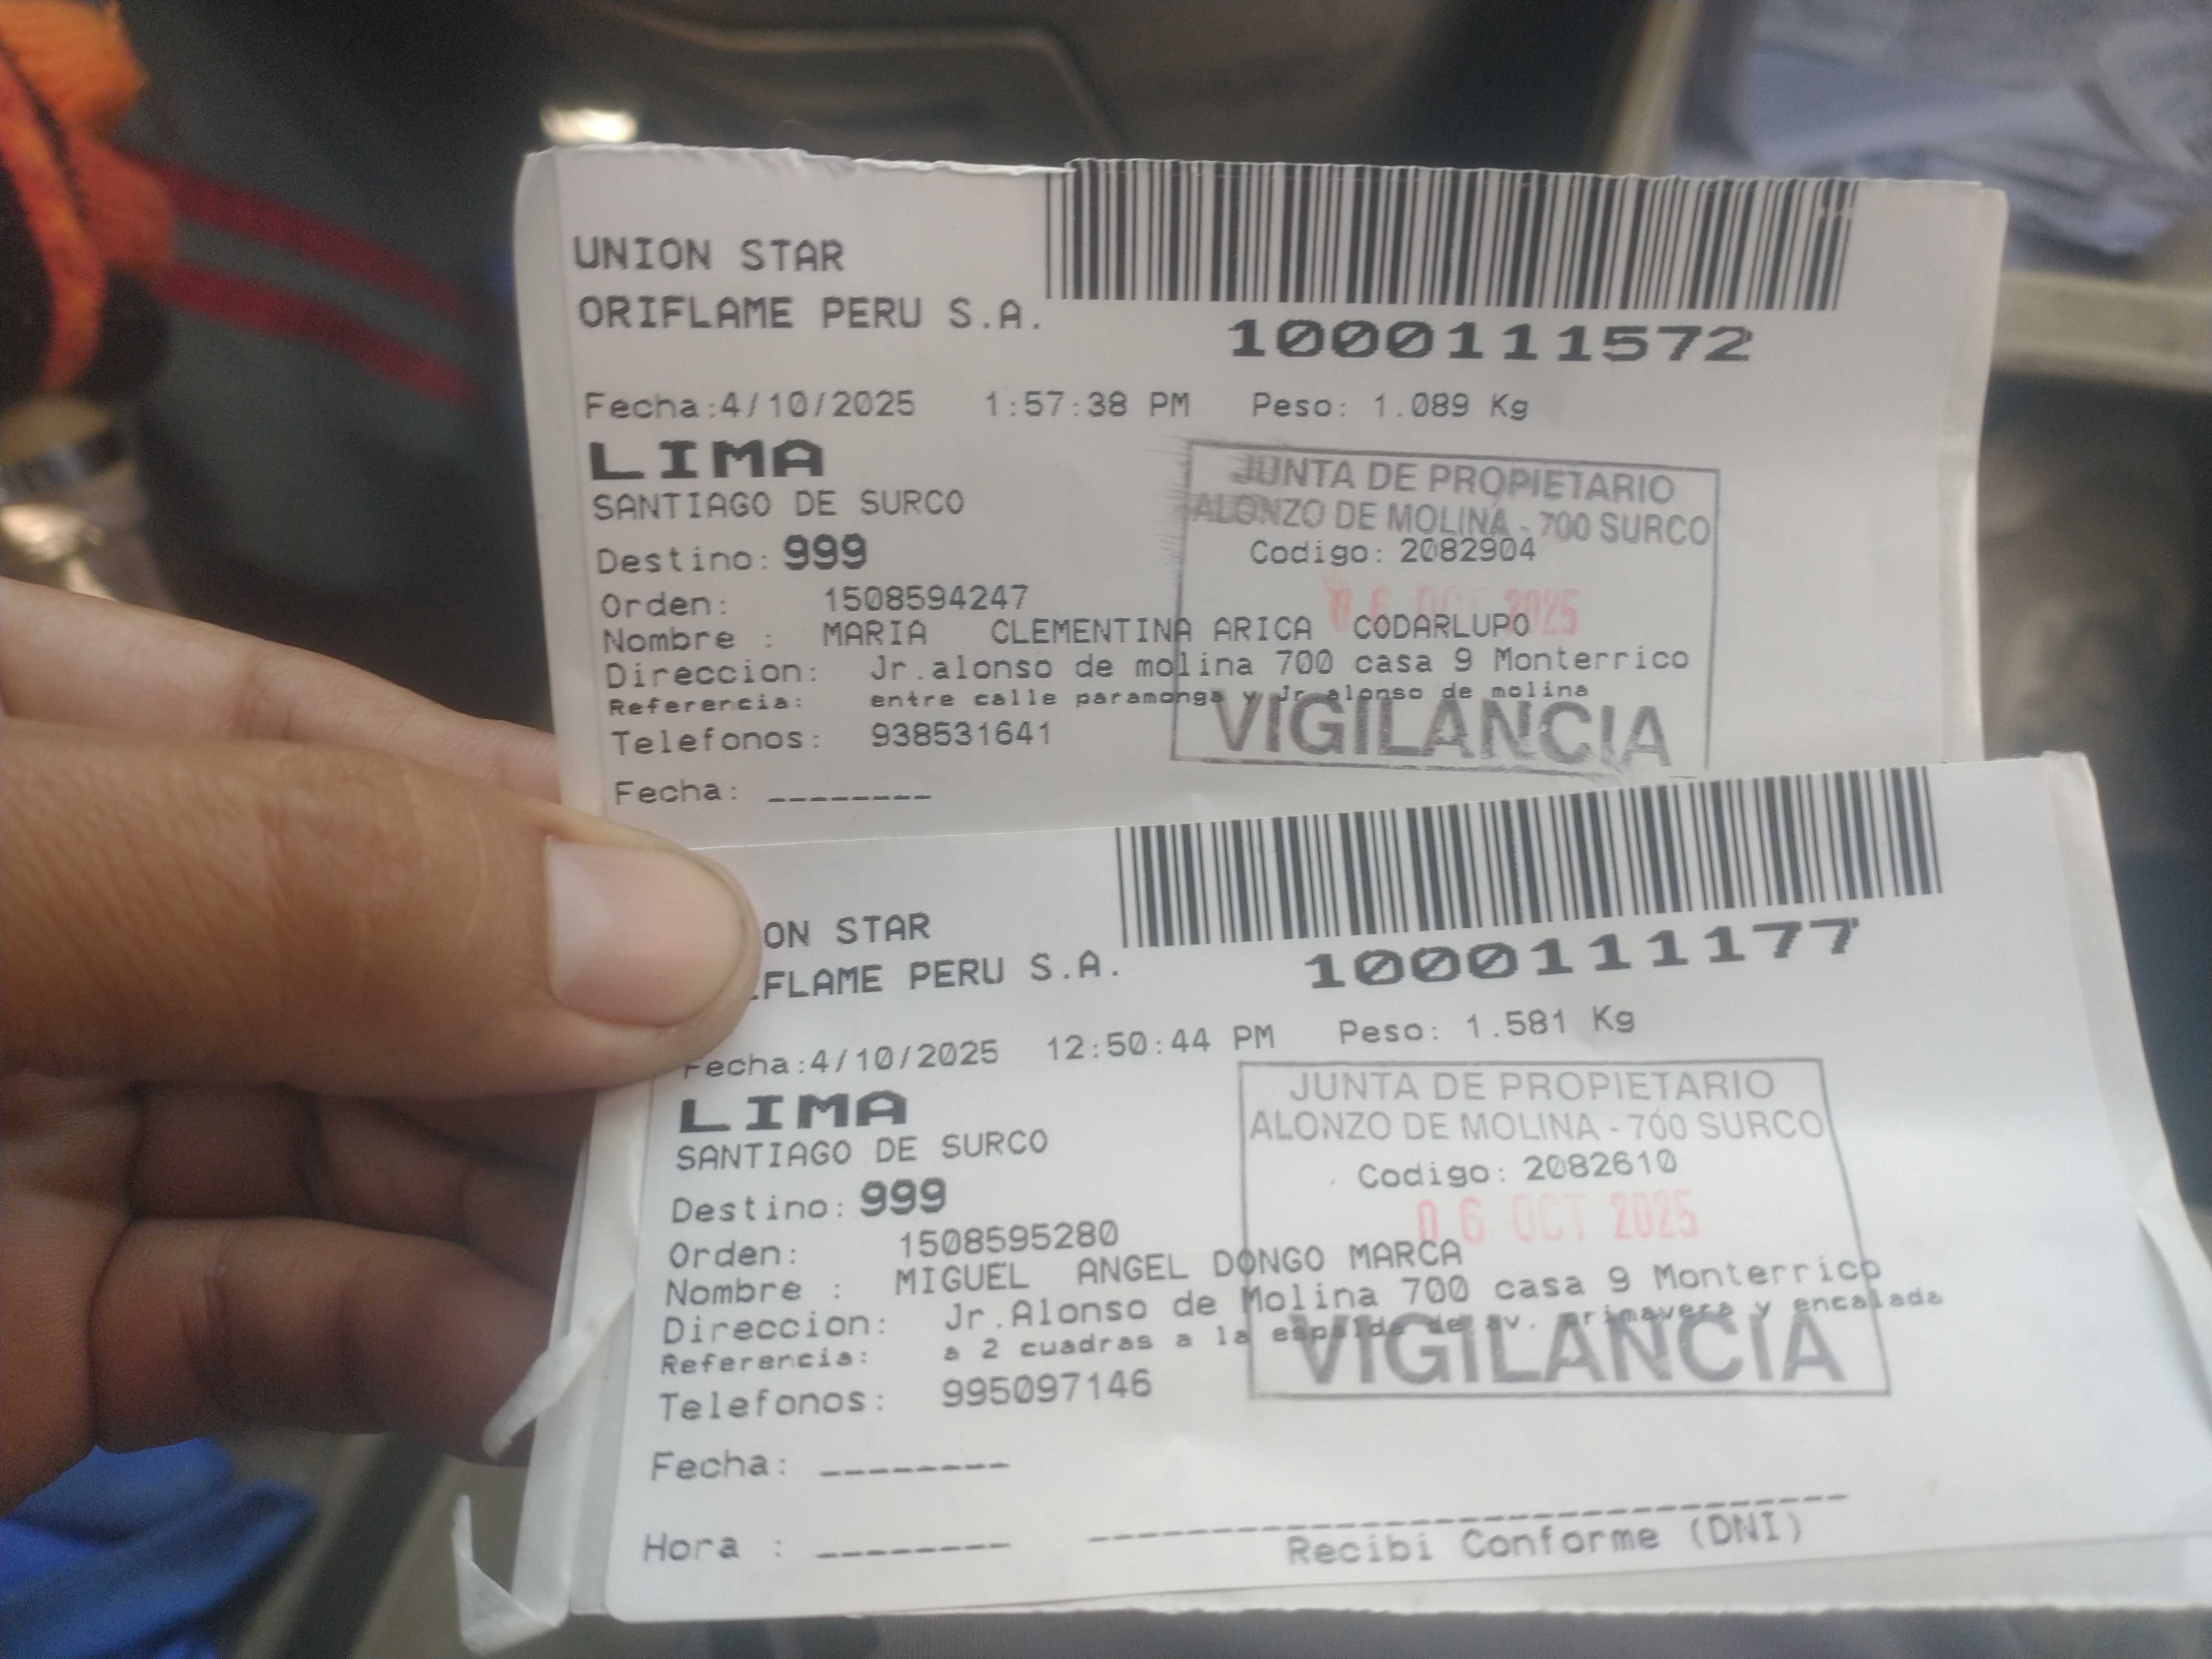 UNION STAR
ORIFLAME PERU S.A.
1000111572
Fecha:4/10/2025 1:57:38 PM Peso: 1.089 Kg
LIMA
SANTIAGO DE SURCO
JUNTA DE PROPIETARIO
ALONZO DE MOLINA - 700 SURCO
Destino: 999
Codigo: 2082904
06 OCT 2025
Orden: 1508594247
Nombre : MARIA CLEMENTINA ARICA CODARLUPO
Direccion: Jr.alonso de molina 700 casa 9 Monterrico
Referencia: entre calle paramonga y Jr alonso de molina
VIGILANCIA
Telefonos: 938531641
Fecha: --------
ON STAR
FLAME PERU S.A.
1000111177
Fecha:4/10/2025 12:50:44 PM Peso: 1.581 Kg
LIMA
SANTIAGO DE SURCO
JUNTA DE PROPIETARIO
ALONZO DE MOLINA - 700 SURCO
Destino: 999
Codigo: 2082610
06 OCT 2025
Orden: 1508595280
Nombre : MIGUEL ANGEL DONGO MARCA
Direccion: Jr.Alonso de Molina 700 casa 9 Monterrico
Referencia: a 2 cuadras a la espalda de av. primavera y encalada
VIGILANCIA
Telefonos: 995097146
Fecha: --------
Hora : --------
Recibi Conforme (DNI)